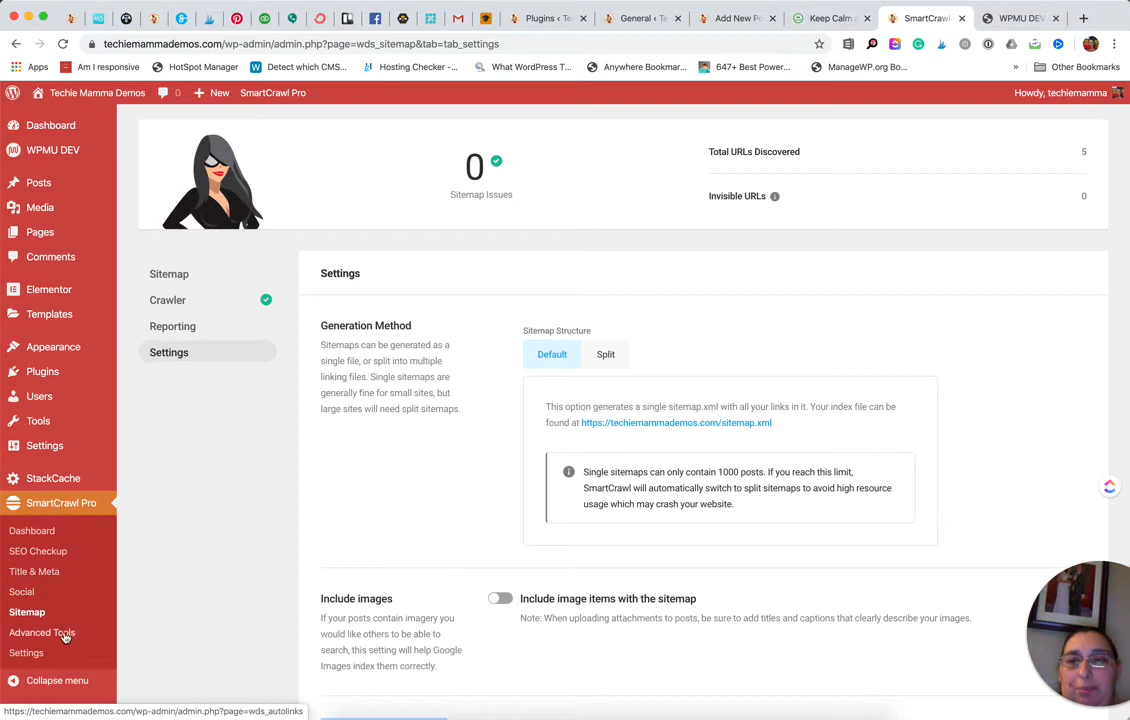 Plugins ‹ Te
General ‹ Te
Add New Po
Keep Calm a
SmartCrawl
WPMU DEV
techiemammademos.com/wp-admin/admin.php?page=wds_sitemap&tab=tab_settings
Apps
Am I responsive
HotSpot Manager
Detect which CMS...
Hosting Checker -...
What WordPress T...
Anywhere Bookmar...
647+ Best Power...
ManageWP.org Bo...
»
Other Bookmarks
Techie Mamma Demos
0
New
SmartCrawl Pro
Howdy, techiemamma
Dashboard
WPMU DEV
Posts
Media
Pages
Comments
Elementor
Templates
Appearance
Plugins
Users
Tools
Settings
StackCache
SmartCrawl Pro
Dashboard
SEO Checkup
Title & Meta
Social
Sitemap
Advanced Tools
Settings
Collapse menu
0
Sitemap Issues
Total URLs Discovered
5
Invisible URLs
0
Sitemap
Crawler
Reporting
Settings
Settings
Generation Method
Sitemaps can be generated as a
single file, or split into multiple
linking files. Single sitemaps are
generally fine for small sites, but
large sites will need split sitemaps.
Sitemap Structure
Default
Split
This option generates a single sitemap.xml with all your links in it. Your index file can be
found at https://techiemammademos.com/sitemap.xml
Single sitemaps can only contain 1000 posts. If you reach this limit,
SmartCrawl will automatically switch to split sitemaps to avoid high resource
usage which may crash your website.
Include images
If your posts contain imagery you
would like others to be able to
search, this setting will help Google
Images index them correctly.
Include image items with the sitemap
Note: When uploading attachments to posts, be sure to add titles and captions that clearly describe your images.
https://techiemammademos.com/wp-admin/admin.php?page=wds_autolinks